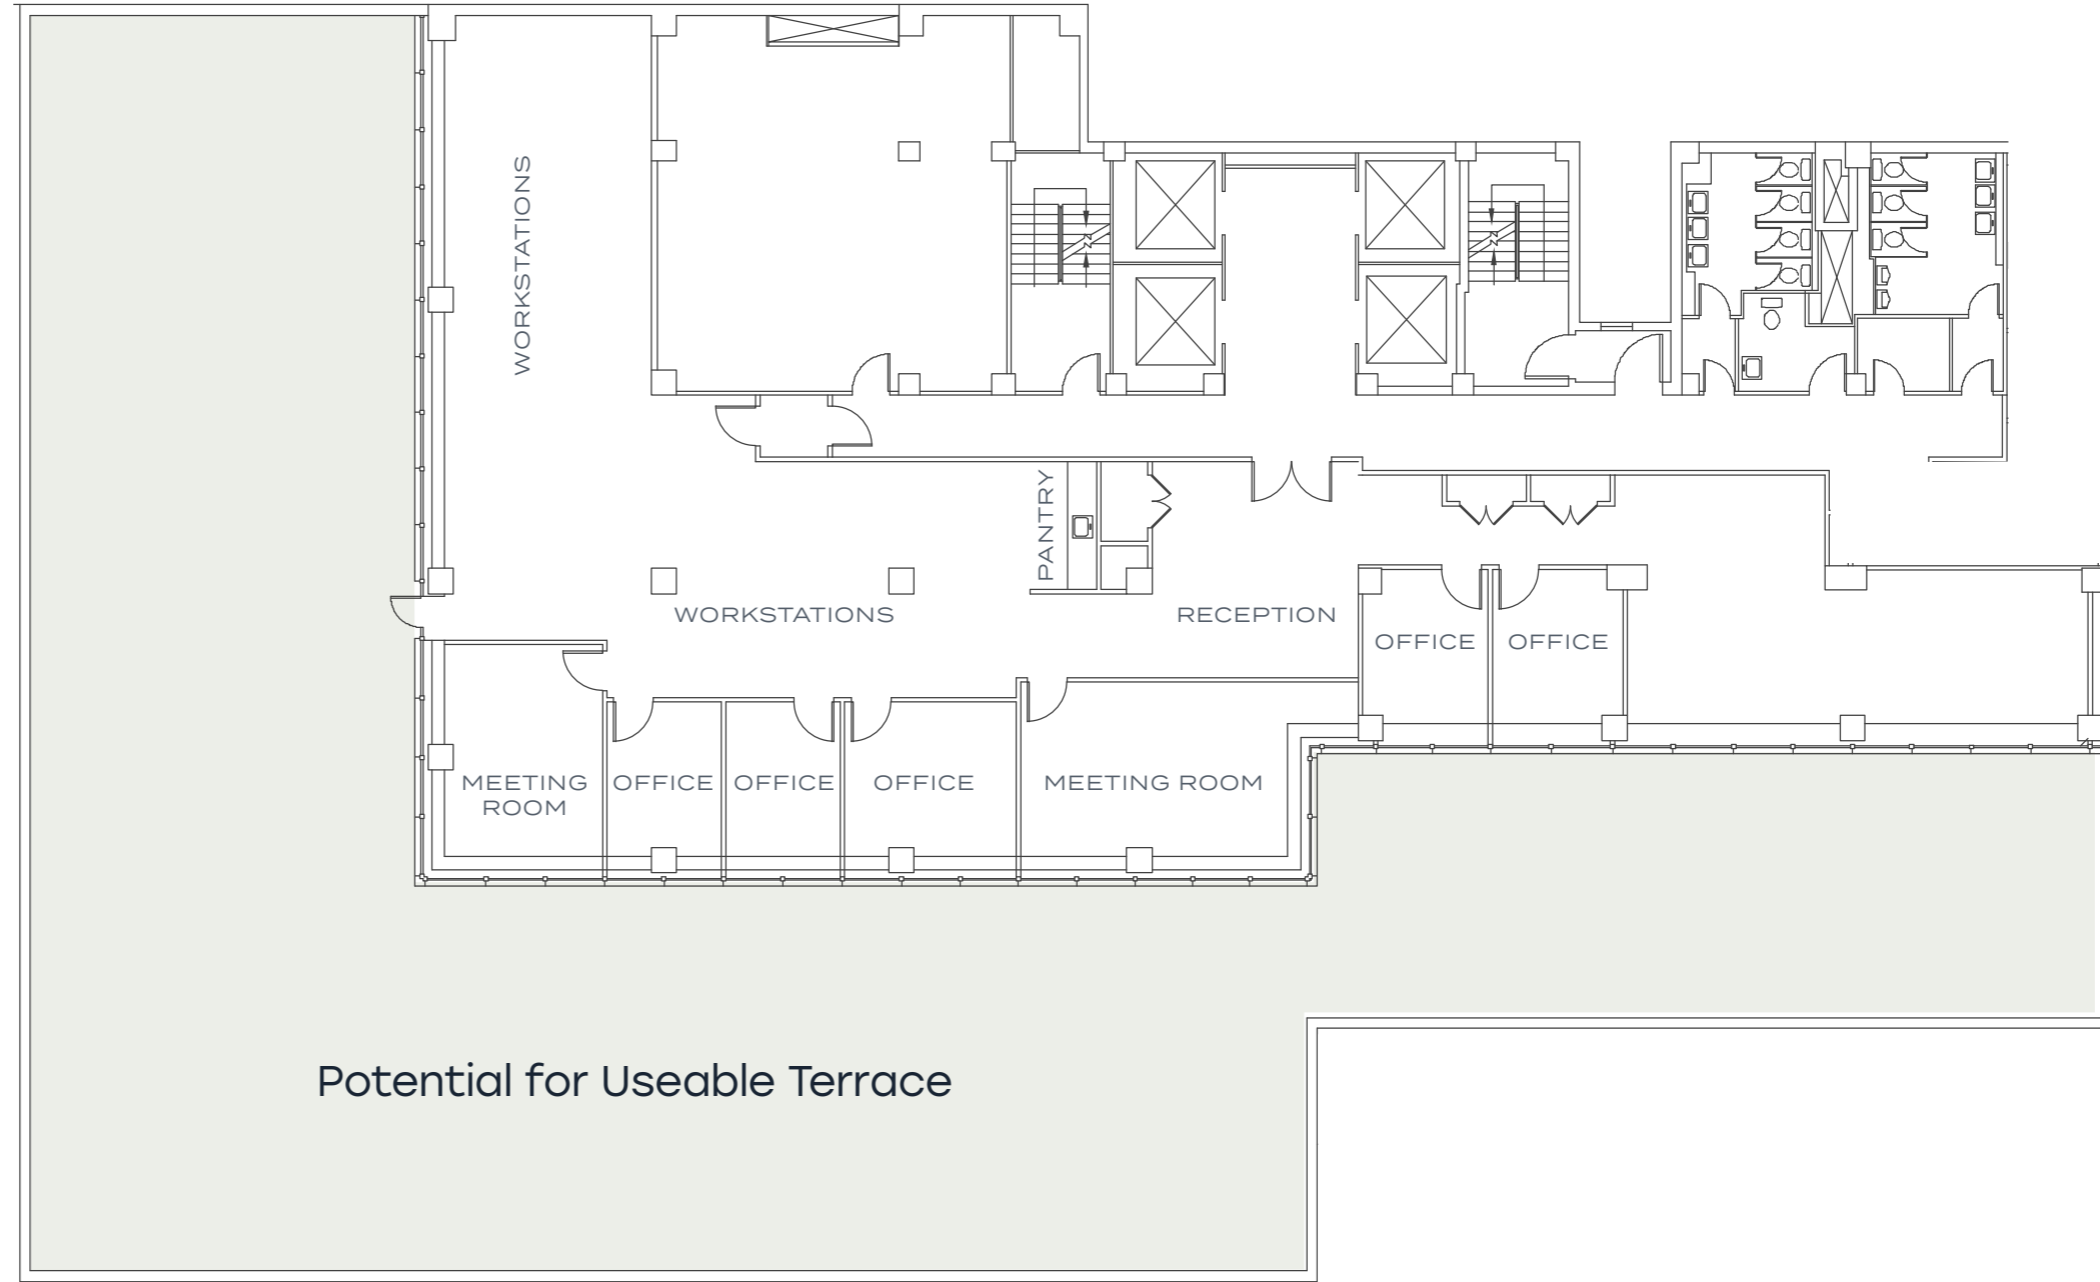 WORKSTATIONS
PANTRY
WORKSTATIONS
RECEPTION
OFFICE
OFFICE
MEETING
ROOM
OFFICE
OFFICE
OFFICE
MEETING ROOM
Potential for Useable Terrace